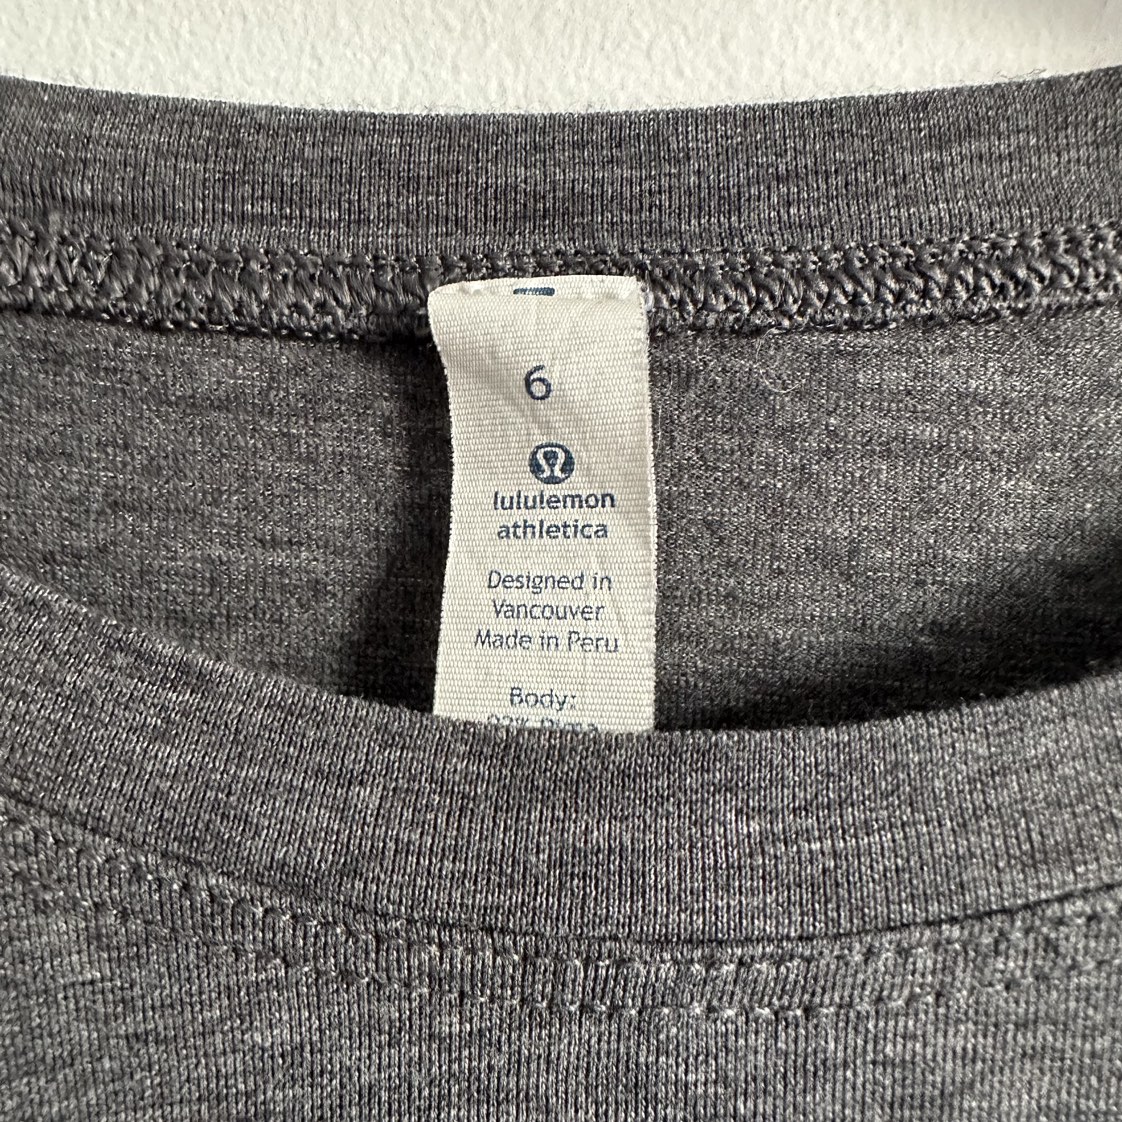 6
lululemon
athletica
Designed in
Vancouver
Made in Peru
Body: